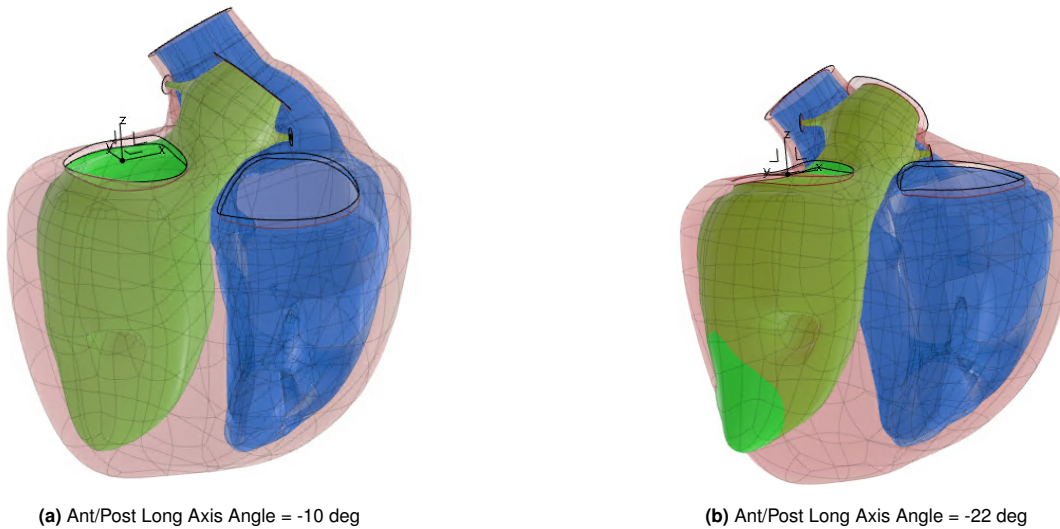 z
y
x
z
y
x
(a) Ant/Post Long Axis Angle = -10 deg
(b) Ant/Post Long Axis Angle = -22 deg